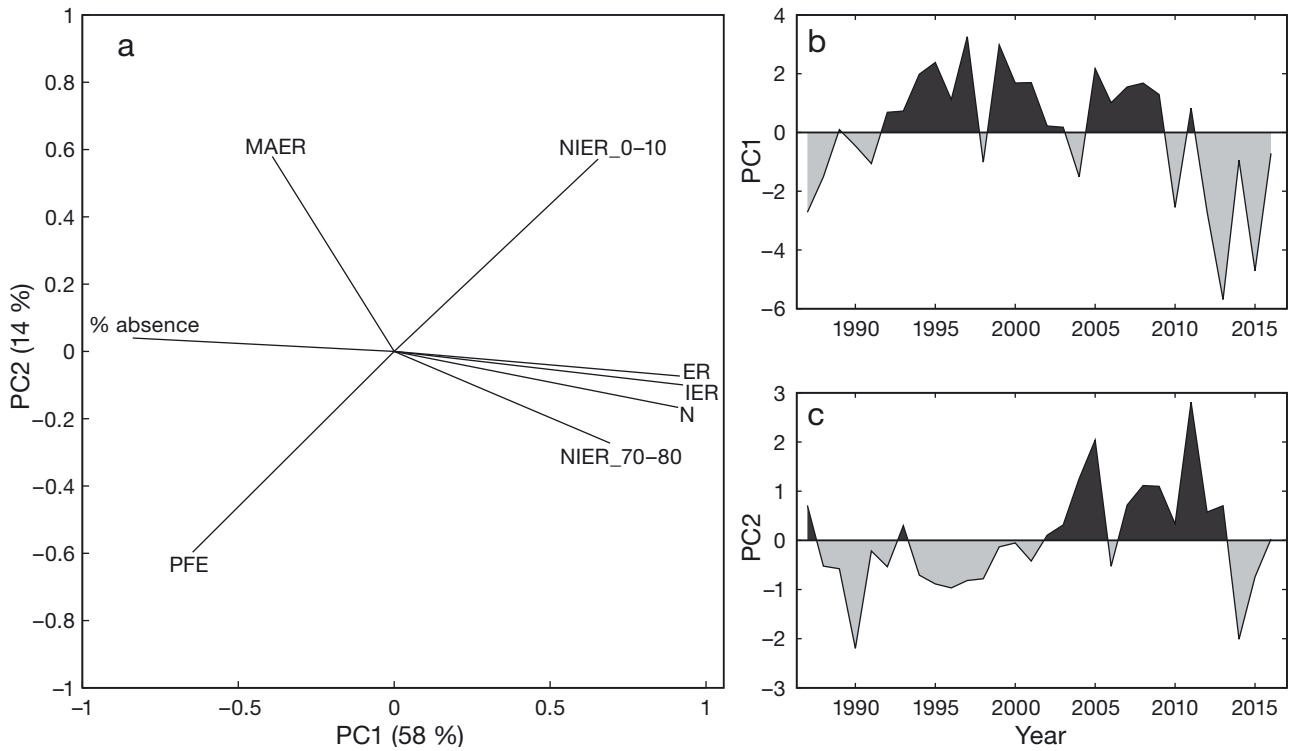 a
1
0.8
0.6
0.4
0.2
0
−0.2
−0.4
−0.6
−0.8
−1
PC2 (14 %)
MAER
NIER_0–10
% absence
ER
IER
N
NIER_70–80
PFE
−1
−0.5
0
0.5
1
PC1 (58 %)
b
4
2
0
−2
−4
−6
PC1
1990
1995
2000
2005
2010
2015
c
3
2
1
0
−1
−2
−3
PC2
1990
1995
2000
2005
2010
2015
Year